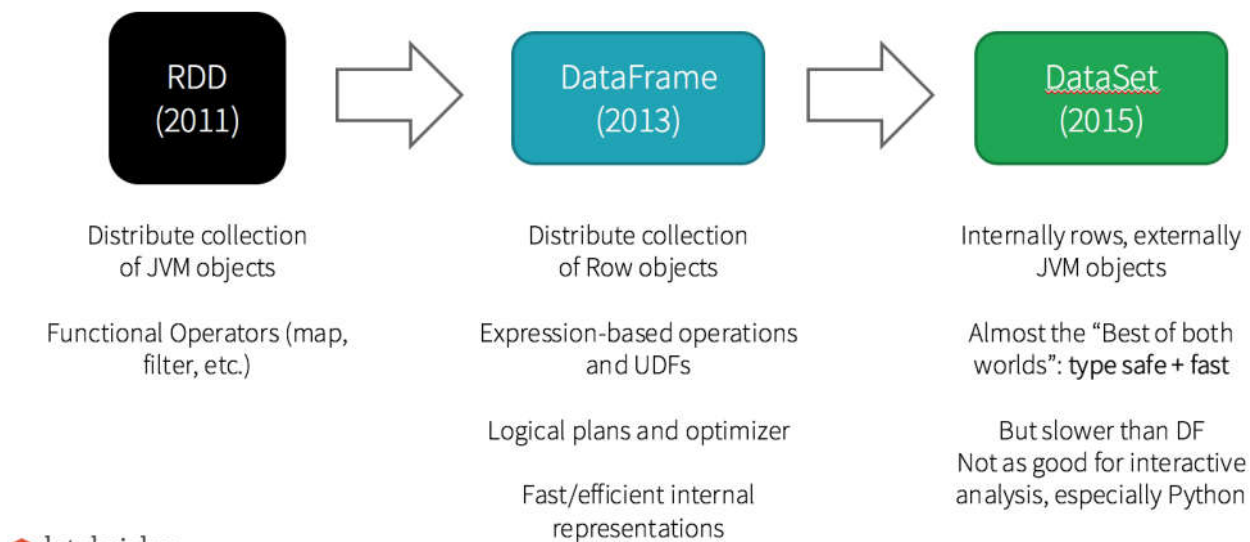 RDD
(2011)
DataFrame
(2013)
DataSet
(2015)
Distribute collection
of JVM objects
Functional Operators (map,
filter, etc.)
Distribute collection
of Row objects
Expression-based operations
and UDFs
Logical plans and optimizer
Fast/efficient internal
representations
Internally rows, externally
JVM objects
Almost the “Best of both
worlds”: type safe + fast
But slower than DF
Not as good for interactive
analysis, especially Python